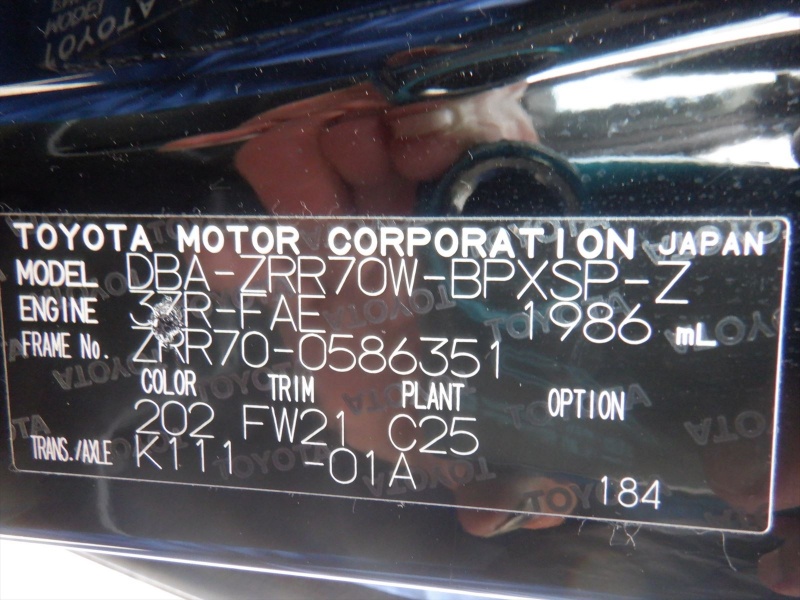 TOYOTA MOTOR CORPORATION JAPAN
MODEL DBA-ZRR70W-BPXSP-Z
ENGINE 3ZR-FAE 1986 mL
FRAME No. ZRR70-0586351
COLOR TRIM PLANT OPTION
202 FW21 C25
TRANS./AXLE K111 -01A
184